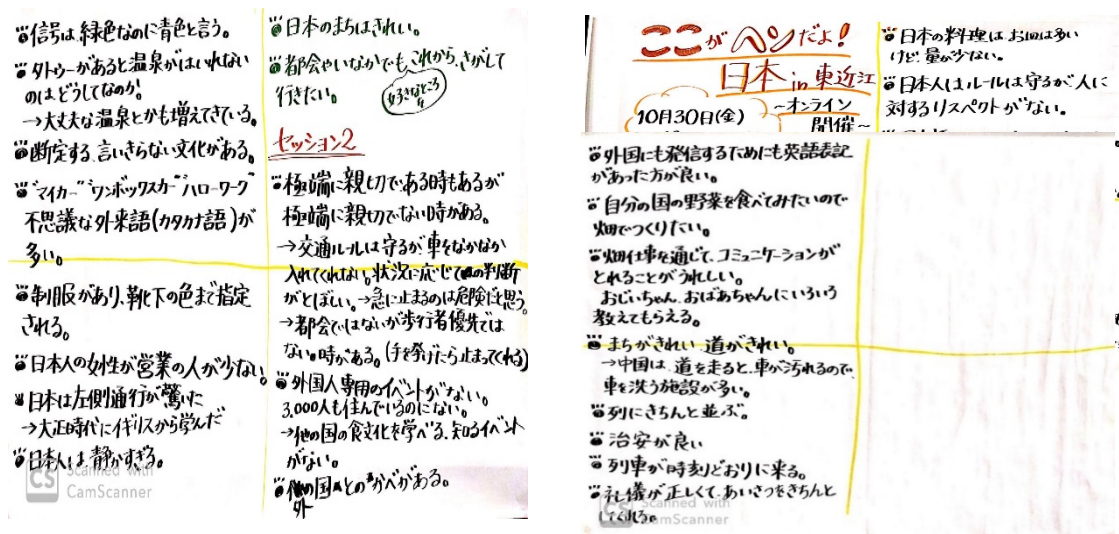 信号は、緑色なのに青色と言う。
タトゥーがあると温泉がはいれない
のはどうしてなのか!
→大丈夫な温泉とかも増えてきている。
断定する、言いきらない文化がある。
"マイカー" "ワンボックスカー" "ハローワーク"
不思議な外来語(カタカナ語)が
多い。
制服があり、靴下の色まで指定
される。
日本人の女性が営業の人が少ない。
日本は左側通行が驚いた
→大正時代にイギリスから学んだ
日本人は、静かすぎる。
CS Scanned with
CamScanner
日本のまちはきれい。
都会やいなかでも、これから、さがして
行きたい。
好きなところ
を
セッション2
極端に親切である時もあるが
極端に親切でない時がある。
→交通ルールは守るが車をなかなか
入れてくれない。状況に応じての判断
がとぼしい。→急に止まるのは危険だと思う。
→都会ではないが歩行者優先では
ない。時がある。(手を挙げたら止まってくれる)
外国人専用のイベントがない。
3,000人も住んでいるのにない。
→他の国の食文化を学べる、知るイベント
がない。
他の国人との"かべ"がある。
外
ここがヘンだよ!
日本 in 東近江
10月30日(金)
~オンライン
開催~
日本の料理は、お皿は多い
けど、量が少ない。
日本人はルールは守るが、人に
対するリスペクトがない。
外国にも発信するためにも英語表記
があった方が良い。
自分の国の野菜を食べてみたいので
畑でつくりたい。
畑仕事を通じて、コミュニケーションが
とれることがうれしい。
おじいちゃん、おばあちゃんにいろいろ
教えてもらえる。
まちがきれい、道がきれい。
→中国は、道を走ると、車が汚れるので、
車を洗う施設が多い。
列にきちんと並ぶ。
治安が良い
列車が時刻どおりに来る。
礼儀が正しくて、あいさつをきちんと
してくれる。
CS Scanned with
CamScanner